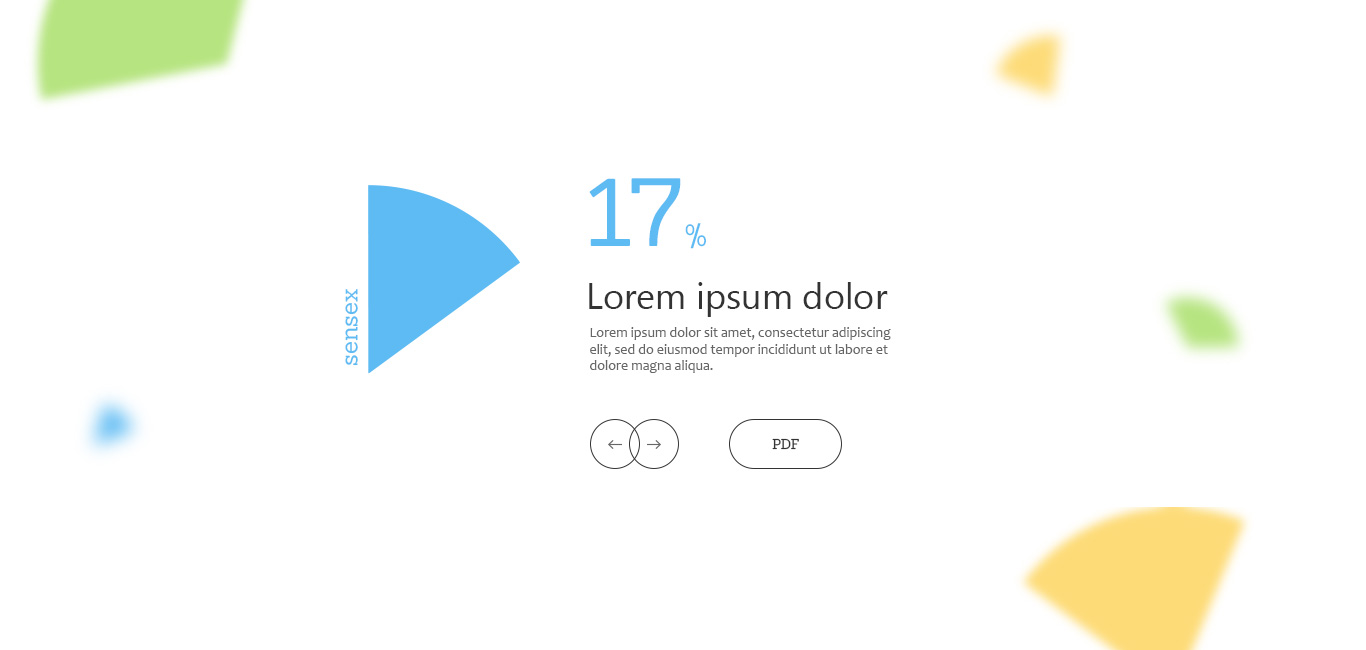 sensex
17%
Lorem ipsum dolor
Lorem ipsum dolor sit amet, consectetur adipiscing
elit, sed do eiusmod tempor incididunt ut labore et
dolore magna aliqua.
← → PDF